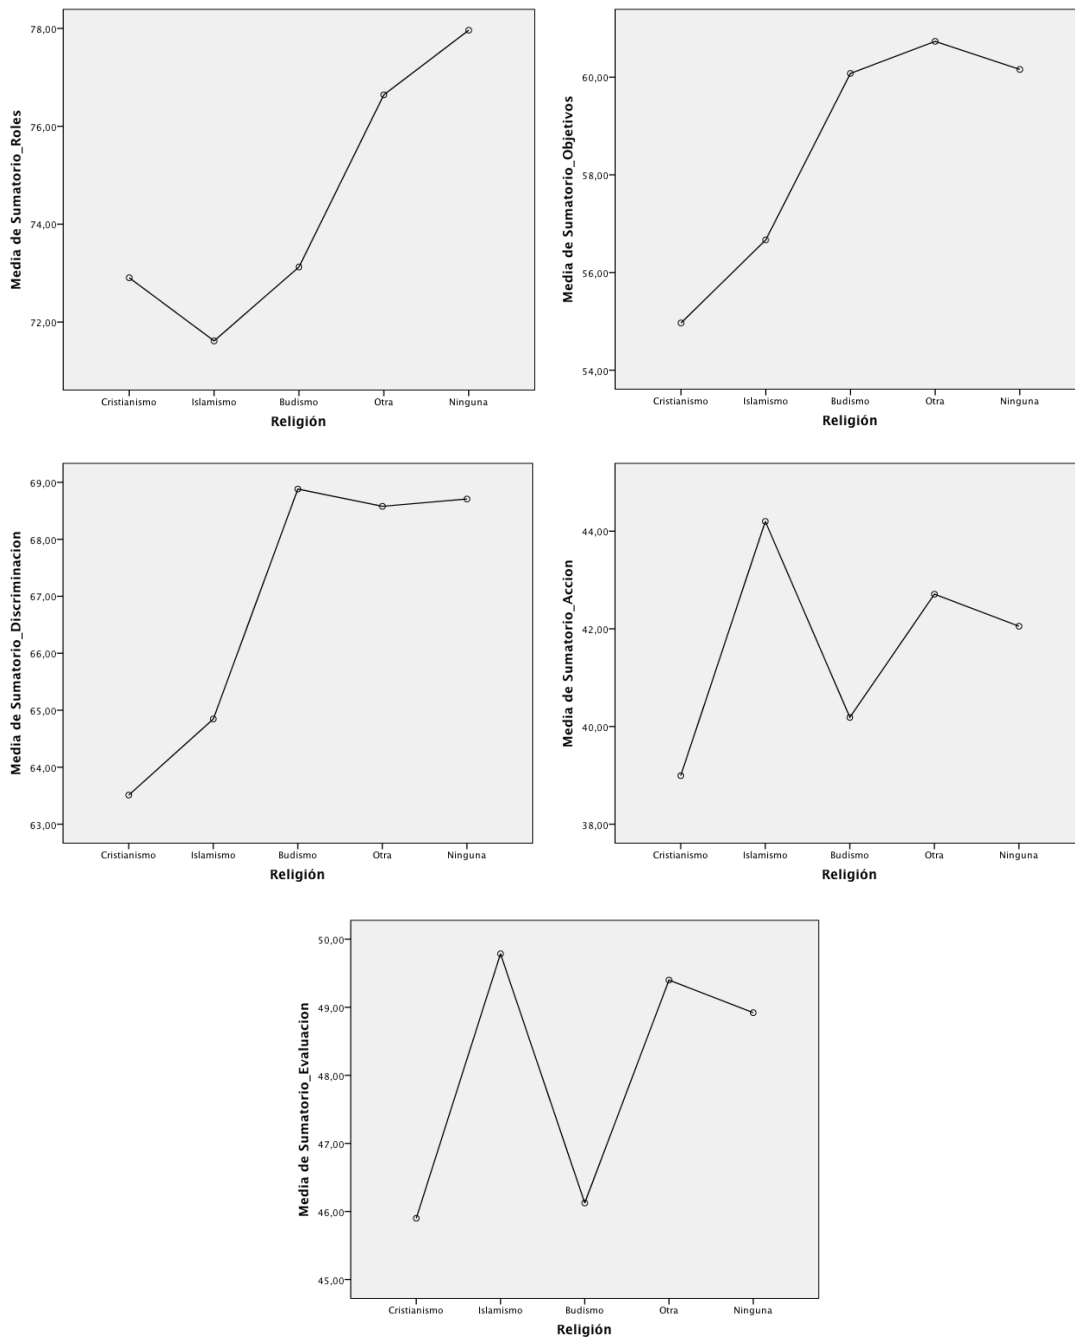 78,00
76,00
74,00
72,00
Media de Sumatorio_Roles
Cristianismo Islamismo Budismo Otra Ninguna
Religión
60,00
58,00
56,00
54,00
Media de Sumatorio_Objetivos
Cristianismo Islamismo Budismo Otra Ninguna
Religión
69,00
68,00
67,00
66,00
65,00
64,00
63,00
Media de Sumatorio_Discriminacion
Cristianismo Islamismo Budismo Otra Ninguna
Religión
44,00
42,00
40,00
38,00
Media de Sumatorio_Accion
Cristianismo Islamismo Budismo Otra Ninguna
Religión
50,00
49,00
48,00
47,00
46,00
45,00
Media de Sumatorio_Evaluacion
Cristianismo Islamismo Budismo Otra Ninguna
Religión